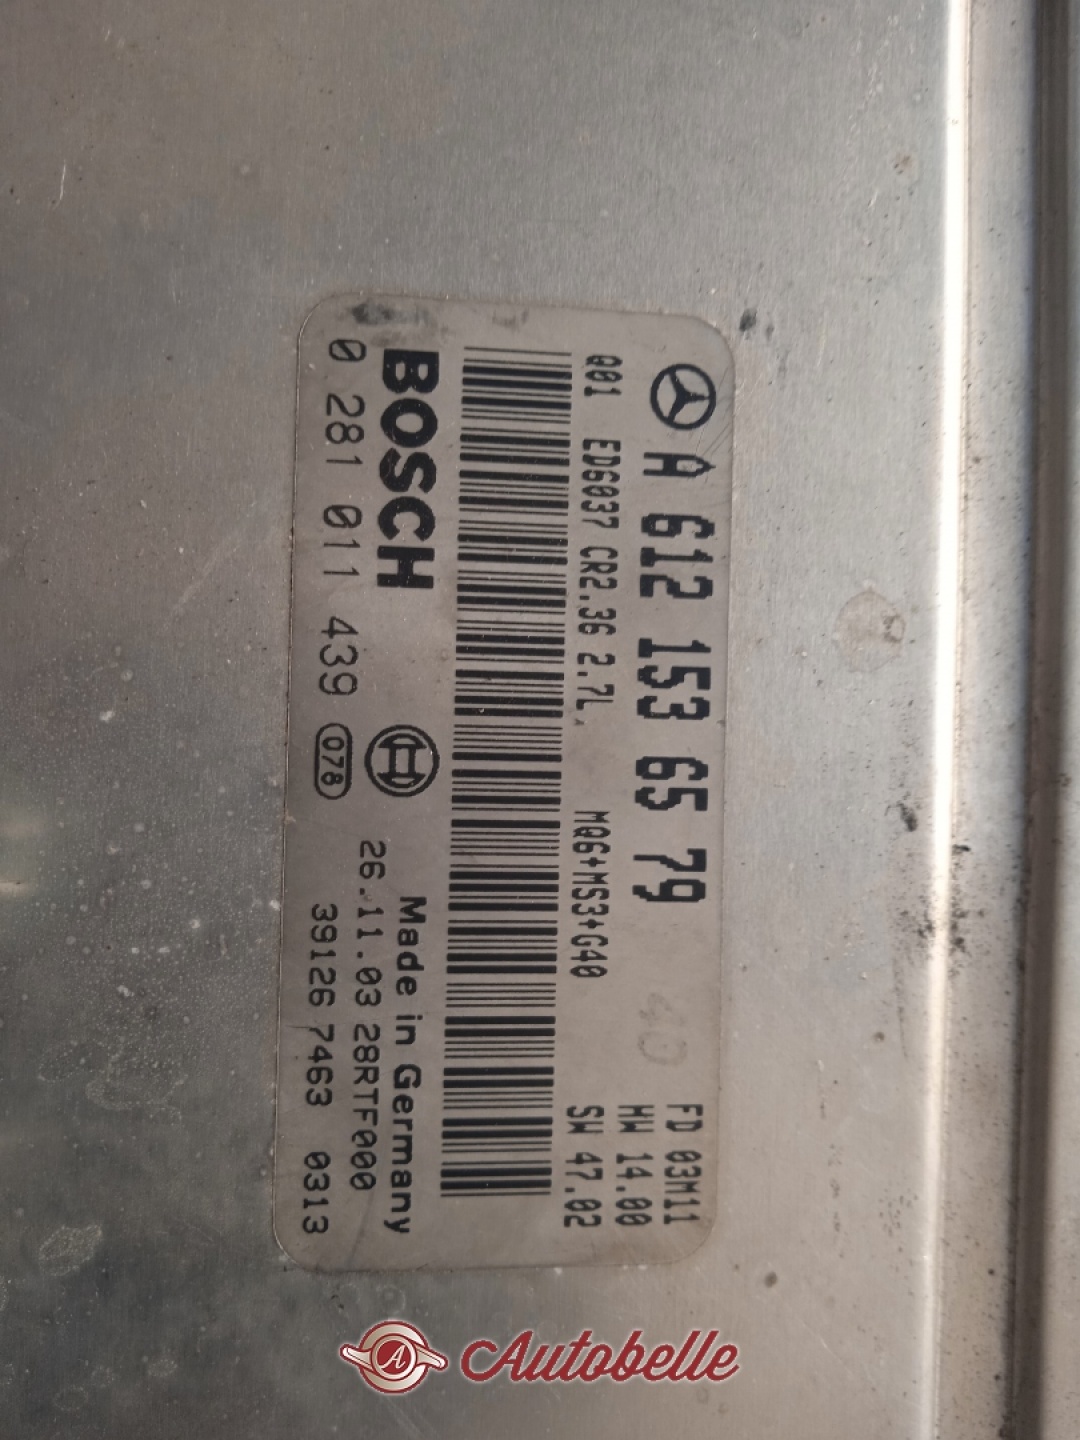 A 612 153 65 79
FD 03M11
HW 14.00
Q01 ED6037 CR2.36 2.7L. MQ6+MS3+G40
SW 47.02
BOSCH
Made in Germany
26.11.03 28RTF000
0 281 011 439 078
39126 7463 0313
A
Autobelle